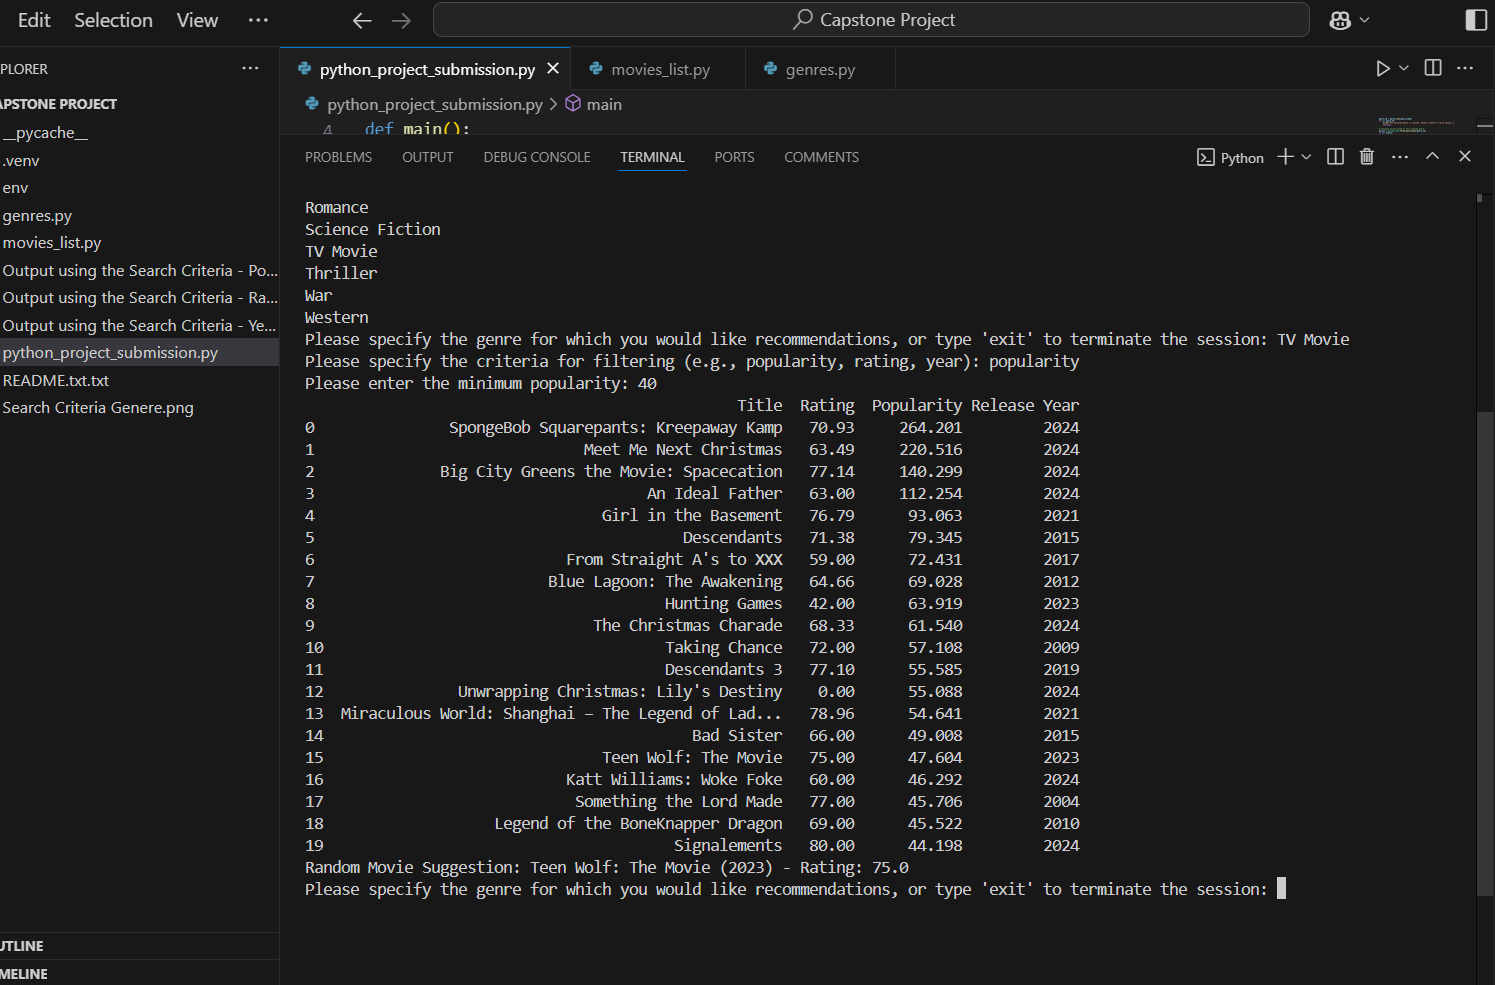 Edit Selection View ··· Capstone Project
PLORER ···
python_project_submission.py movies_list.py genres.py
APSTONE PROJECT
__pycache__
.venv
env
genres.py
movies_list.py
Output using the Search Criteria - Po...
Output using the Search Criteria - Ra...
Output using the Search Criteria - Ye...
python_project_submission.py
README.txt.txt
Search Criteria Genere.png
UTLINE
MELINE
python_project_submission.py > main
4 def main():
PROBLEMS OUTPUT DEBUG CONSOLE TERMINAL PORTS COMMENTS Python
Romance
Science Fiction
TV Movie
Thriller
War
Western
Please specify the genre for which you would like recommendations, or type 'exit' to terminate the session: TV Movie
Please specify the criteria for filtering (e.g., popularity, rating, year): popularity
Please enter the minimum popularity: 40
Title Rating Popularity Release Year
0 SpongeBob Squarepants: Kreepaway Kamp 70.93 264.201 2024
1 Meet Me Next Christmas 63.49 220.516 2024
2 Big City Greens the Movie: Spacecation 77.14 140.299 2024
3 An Ideal Father 63.00 112.254 2024
4 Girl in the Basement 76.79 93.063 2021
5 Descendants 71.38 79.345 2015
6 From Straight A's to XXX 59.00 72.431 2017
7 Blue Lagoon: The Awakening 64.66 69.028 2012
8 Hunting Games 42.00 63.919 2023
9 The Christmas Charade 68.33 61.540 2024
10 Taking Chance 72.00 57.108 2009
11 Descendants 3 77.10 55.585 2019
12 Unwrapping Christmas: Lily's Destiny 0.00 55.088 2024
13 Miraculous World: Shanghai – The Legend of Lad... 78.96 54.641 2021
14 Bad Sister 66.00 49.008 2015
15 Teen Wolf: The Movie 75.00 47.604 2023
16 Katt Williams: Woke Foke 60.00 46.292 2024
17 Something the Lord Made 77.00 45.706 2004
18 Legend of the BoneKnapper Dragon 69.00 45.522 2010
19 Signalements 80.00 44.198 2024
Random Movie Suggestion: Teen Wolf: The Movie (2023) - Rating: 75.0
Please specify the genre for which you would like recommendations, or type 'exit' to terminate the session: